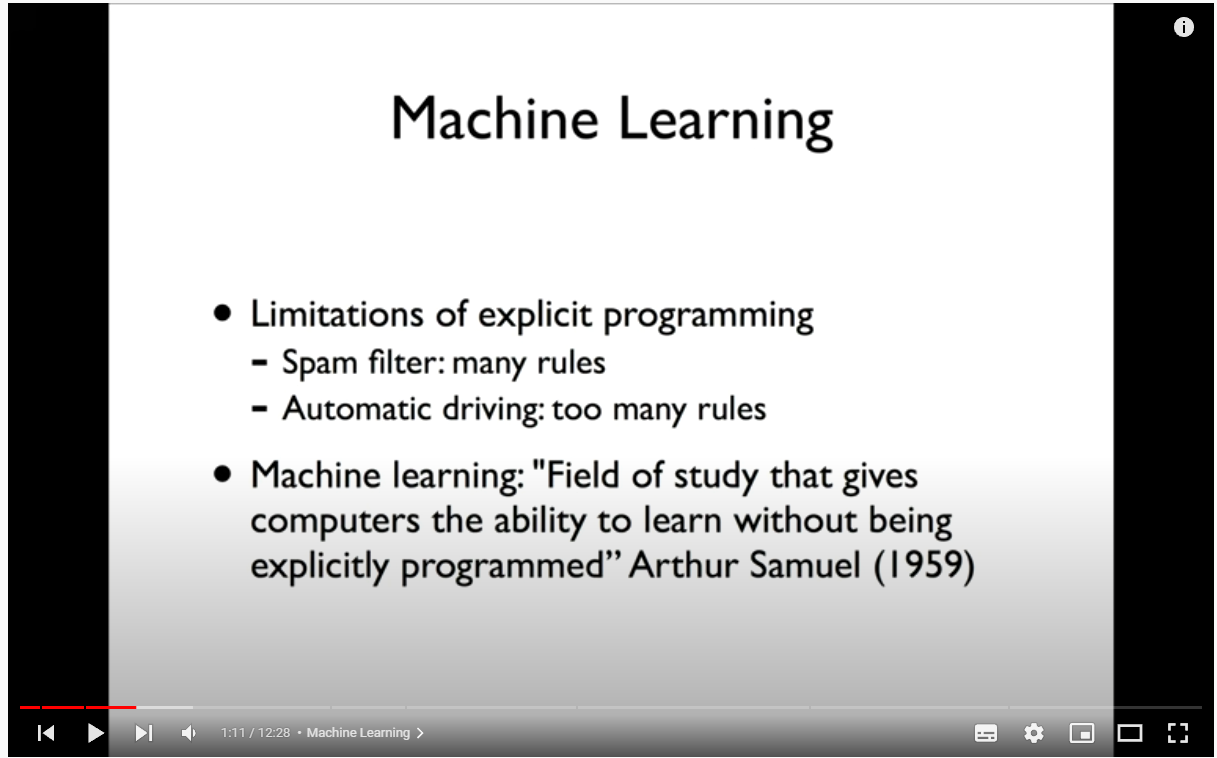 Machine Learning
● Limitations of explicit programming
- Spam filter: many rules
- Automatic driving: too many rules
● Machine learning: "Field of study that gives
computers the ability to learn without being
explicitly programmed” Arthur Samuel (1959)
1:11 / 12:28 • Machine Learning >